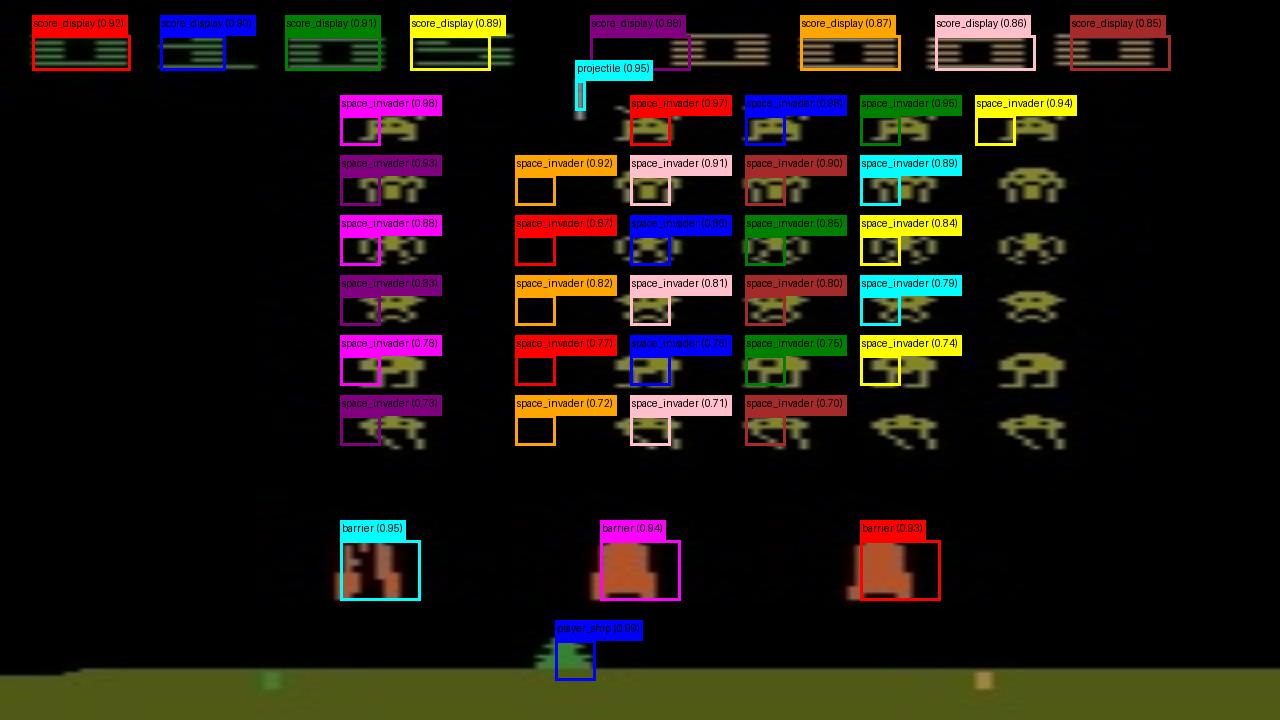 score_display (0.92) score_display (0.90) score_display (0.91) score_display (0.89) score_display (0.88) score_display (0.87) score_display (0.86) score_display (0.85)
projectile (0.95)
space_invader (0.98) space_invader (0.97) space_invader (0.96) space_invader (0.95) space_invader (0.94)
space_invader (0.93) space_invader (0.92) space_invader (0.91) space_invader (0.90) space_invader (0.89)
space_invader (0.88) space_invader (0.87) space_invader (0.86) space_invader (0.85) space_invader (0.84)
space_invader (0.83) space_invader (0.82) space_invader (0.81) space_invader (0.80) space_invader (0.79)
space_invader (0.78) space_invader (0.77) space_invader (0.76) space_invader (0.75) space_invader (0.74)
space_invader (0.73) space_invader (0.72) space_invader (0.71) space_invader (0.70)
barrier (0.95) barrier (0.94) barrier (0.93)
player_ship (0.99)